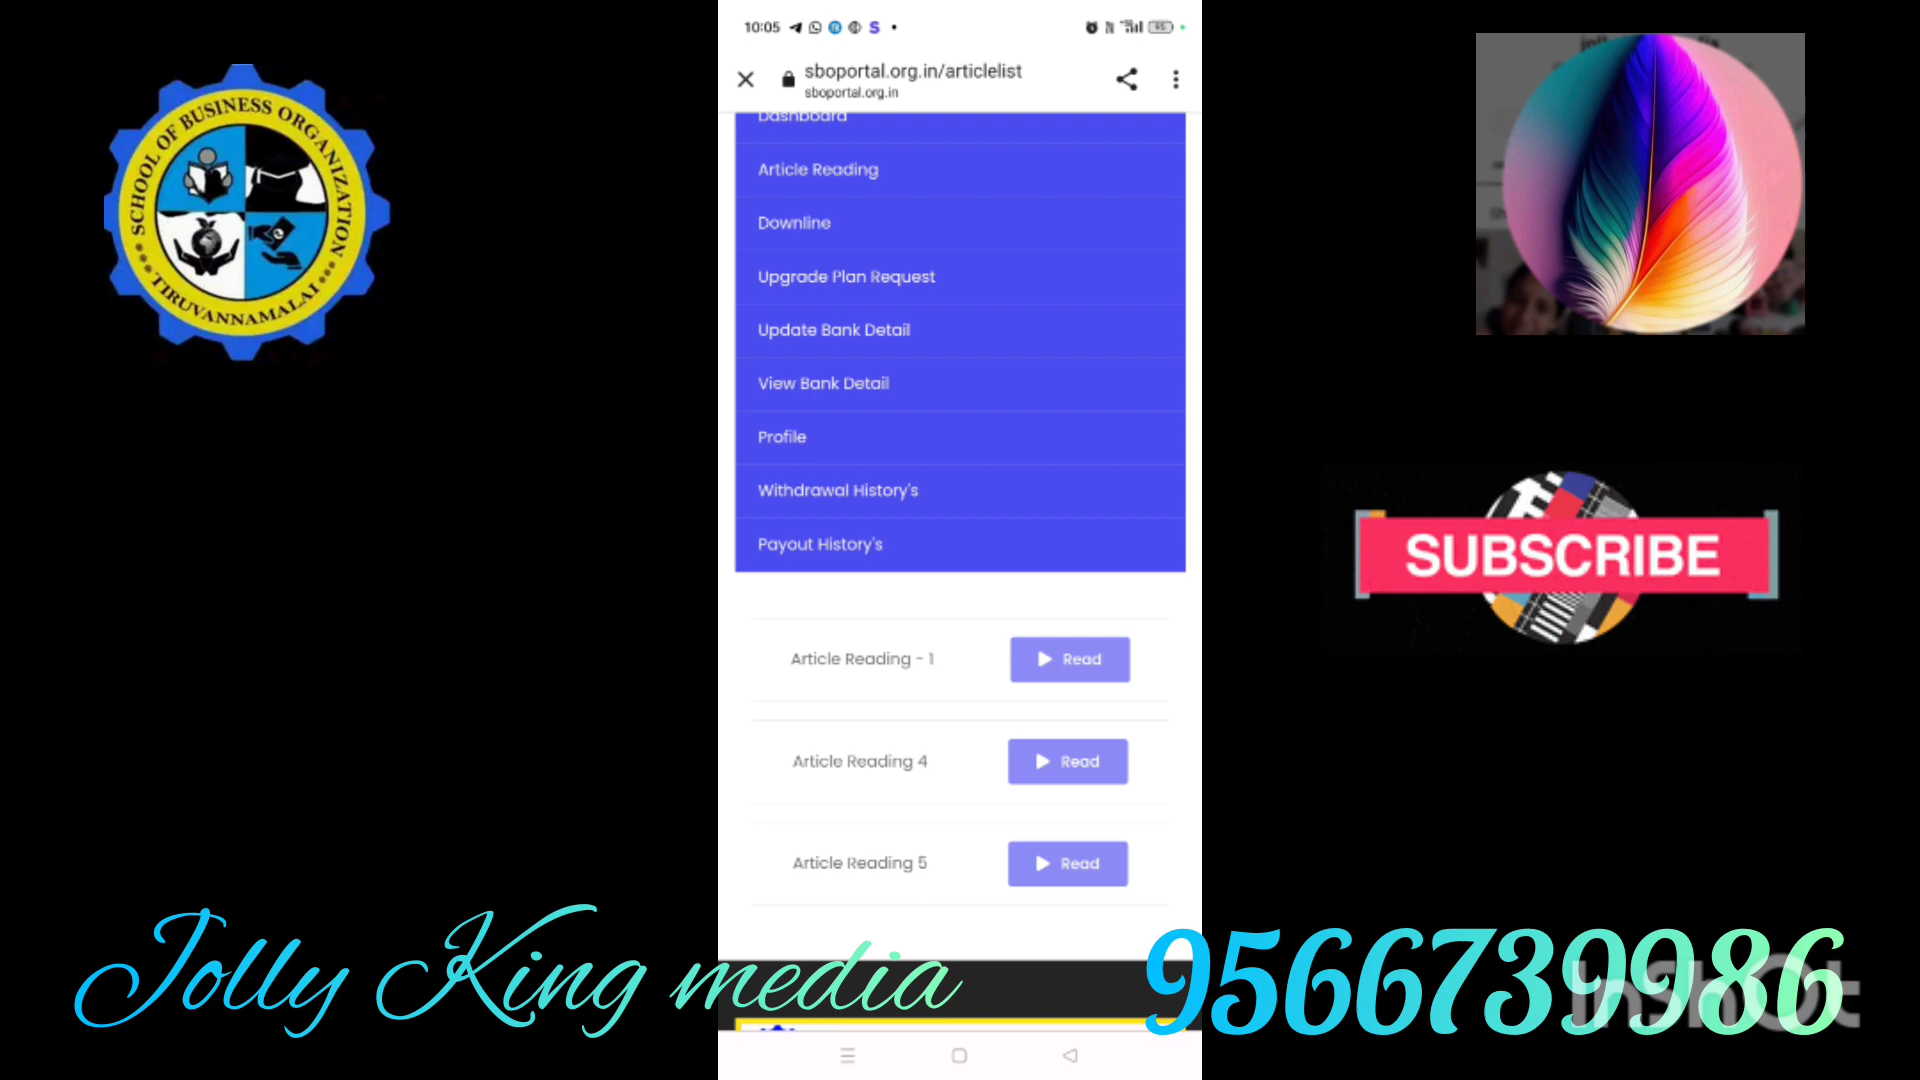 10:05
sboportal.org.in/articlelist
sboportal.org.in
SCHOOL OF BUSINESS ORGANIZATION
TIRUVANNAMALAI
Dashboard
Article Reading
Downline
Upgrade Plan Request
Update Bank Detail
View Bank Detail
Profile
Withdrawal History's
Payout History's
SUBSCRIBE
Article Reading - 1
Read
Article Reading 4
Read
Article Reading 5
Read
Jolly King media
9566739986
InShOt